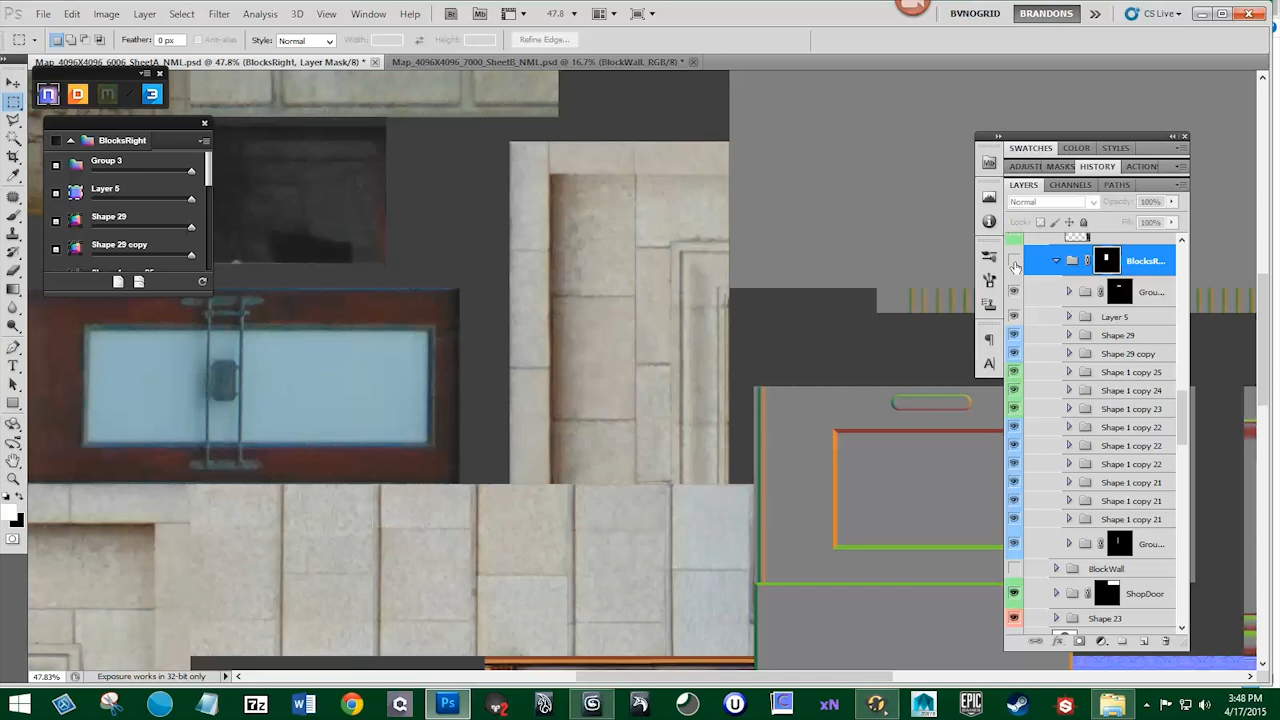 Ps File Edit Image Layer Select Filter Analysis 3D View Window Help Br Mb 47.8 BVNOGRID BRANDONS CS Live
Feather: 0 px Anti-alias Style: Normal Width: Height: Refine Edge...
Map_4096X4096_6006_SheetA_NML.psd @ 47.8% (BlocksRight, Layer Mask/8) * Map_4096X4096_7000_SheetB_NML.psd @ 16.7% (BlockWall, RGB/8) *
BlocksRight
Group 3
Layer 5
Shape 29
Shape 29 copy
SWATCHES COLOR STYLES
ADJUSTI MASKS HISTORY ACTION
LAYERS CHANNELS PATHS
Normal Opacity: 100%
Lock: Fill: 100%
BlocksR...
Grou...
Layer 5
Shape 29
Shape 29 copy
Shape 1 copy 25
Shape 1 copy 24
Shape 1 copy 23
Shape 1 copy 22
Shape 1 copy 22
Shape 1 copy 22
Shape 1 copy 21
Shape 1 copy 21
Shape 1 copy 21
Grou...
BlockWall
ShopDoor
Shape 23
47.83% Exposure works in 32-bit only
3:48 PM
4/17/2015